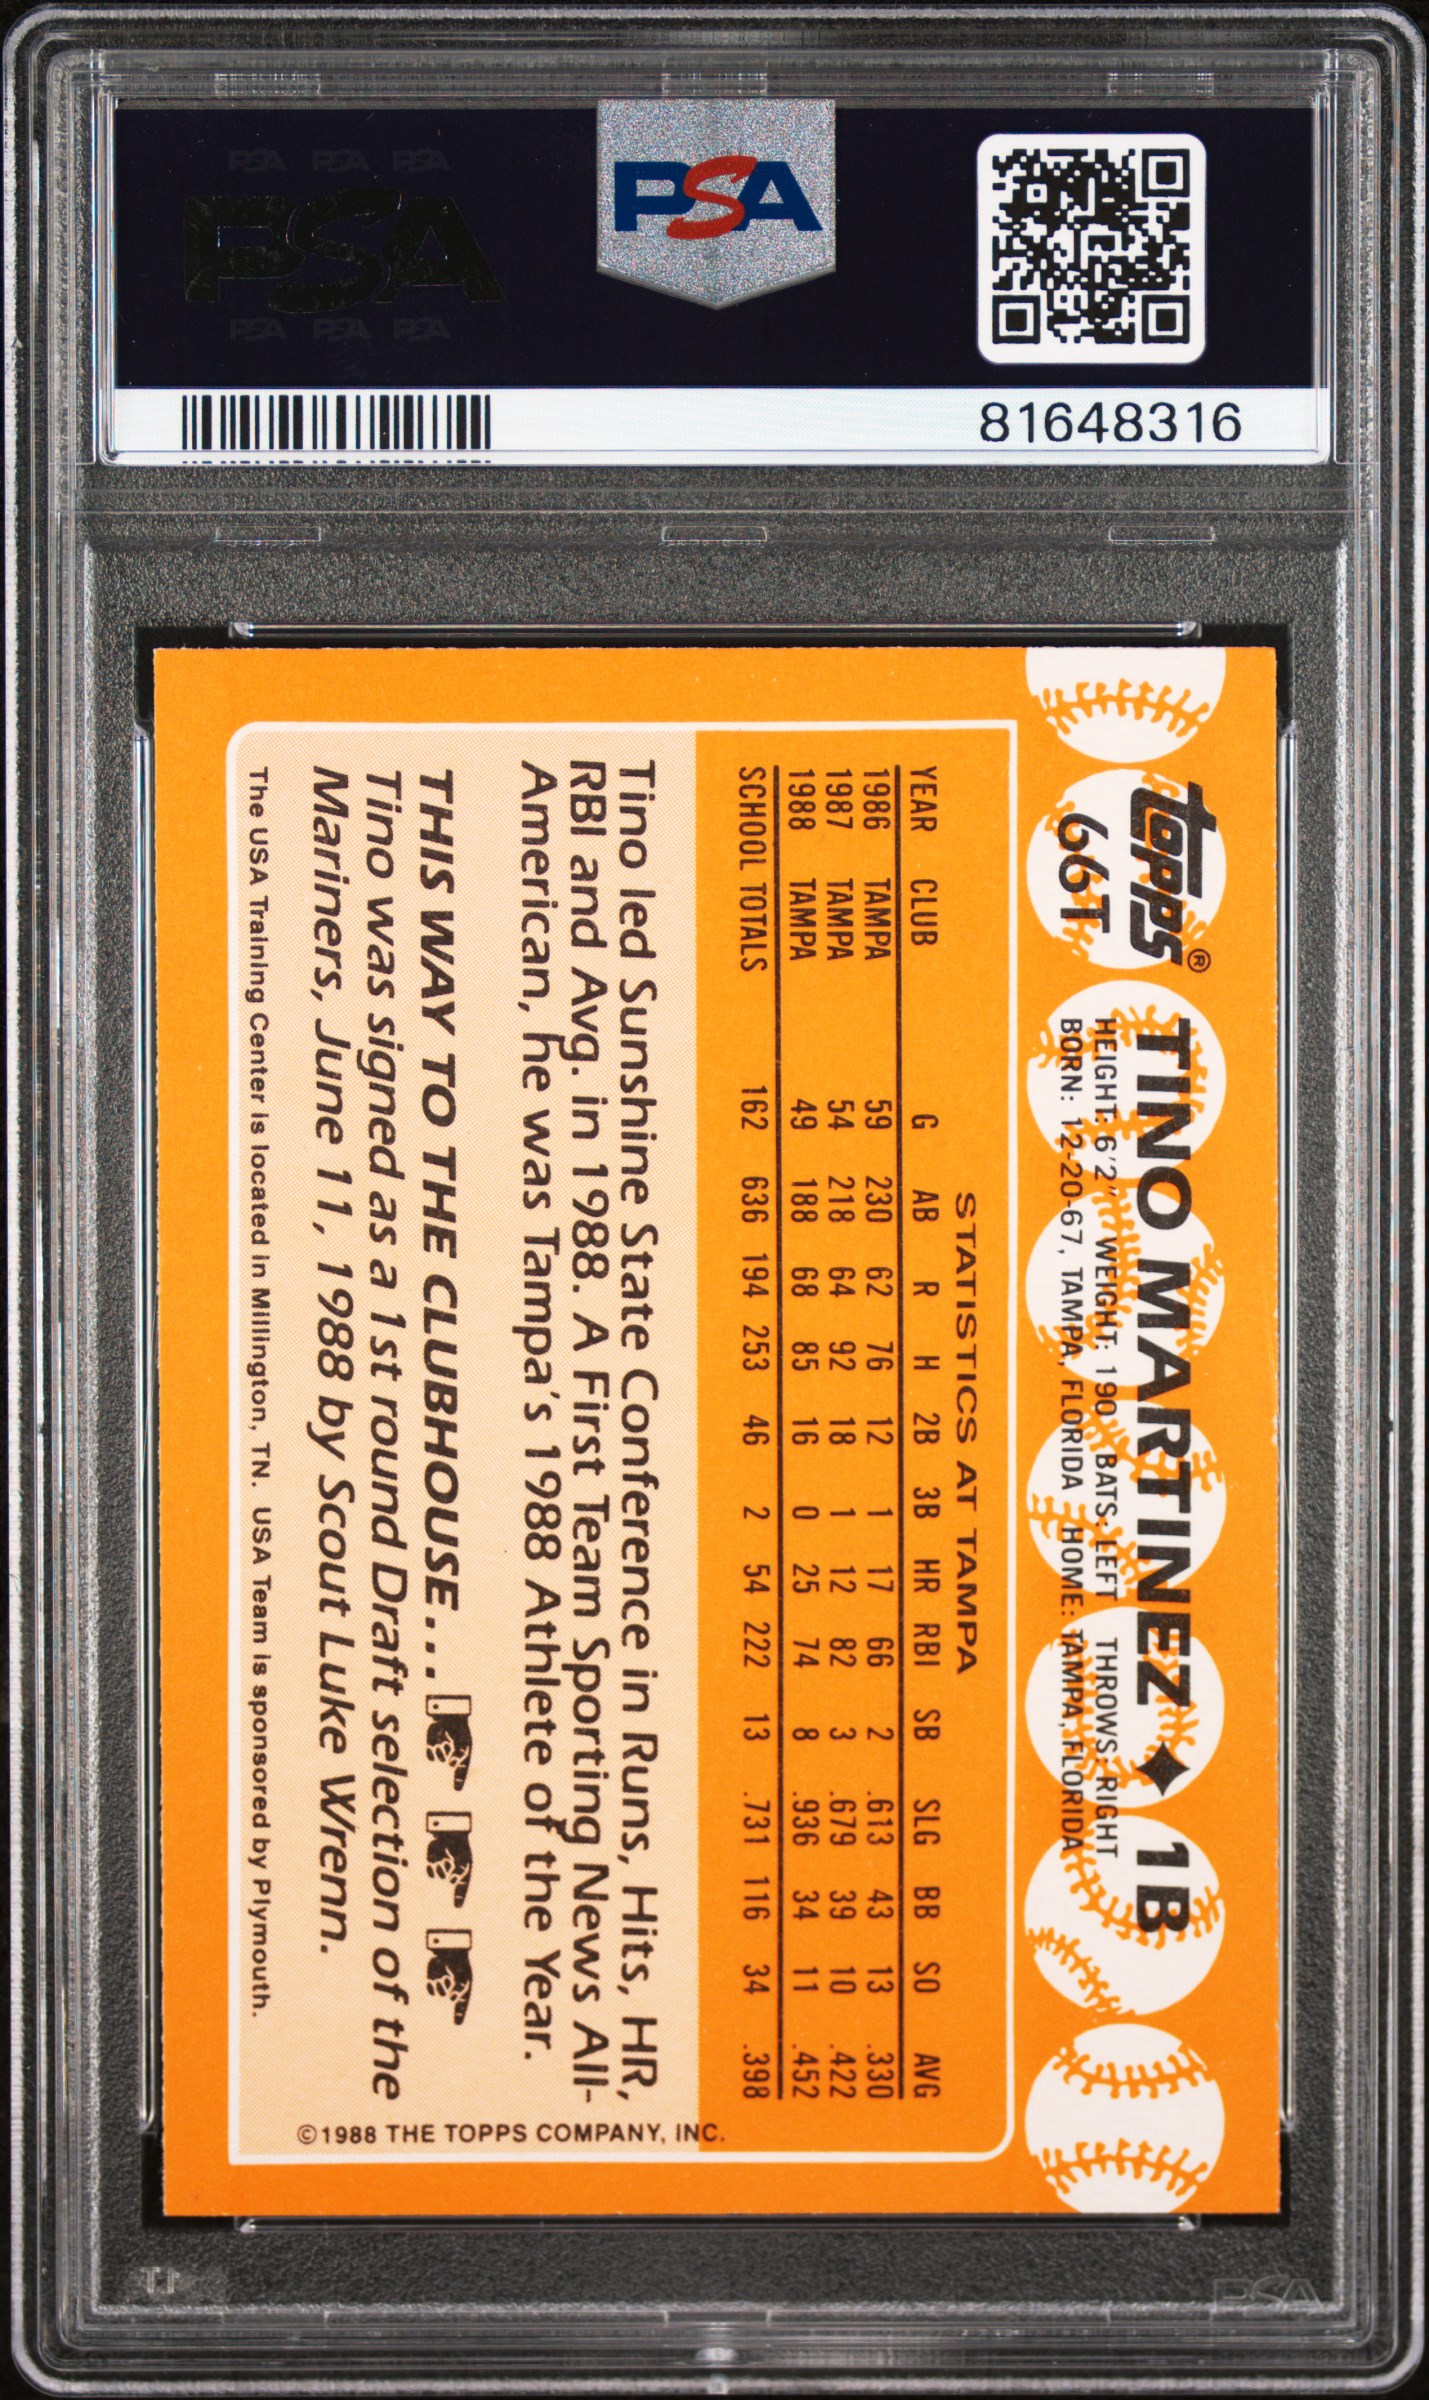 PSA PSA PSA
PSA
PSA PSA PSA
PSA
81648316
topps®
66T
TINO MARTINEZ ♦ 1B
HEIGHT: 6'2" WEIGHT: 190 BATS: LEFT THROWS: RIGHT
BORN: 12-20-67, TAMPA, FLORIDA HOME: TAMPA, FLORIDA
STATISTICS AT TAMPA
YEAR CLUB G AB R H 2B 3B HR RBI SB SLG BB SO AVG
1986 TAMPA 59 230 62 76 12 1 17 66 2 .613 43 13 .330
1987 TAMPA 54 218 64 92 18 1 12 82 3 .679 39 10 .422
1988 TAMPA 49 188 68 85 16 0 25 74 8 .936 34 11 .452
SCHOOL TOTALS 162 636 194 253 46 2 54 222 13 .731 116 34 .398
Tino led Sunshine State Conference in Runs, Hits, HR,
RBI and Avg. in 1988. A First Team Sporting News All-
American, he was Tampa's 1988 Athlete of the Year.
THIS WAY TO THE CLUBHOUSE...
Tino was signed as a 1st round Draft selection of the
Mariners, June 11, 1988 by Scout Luke Wrenn.
The USA Training Center is located in Millington, TN. USA Team is sponsored by Plymouth.
©1988 THE TOPPS COMPANY, INC.
PSA